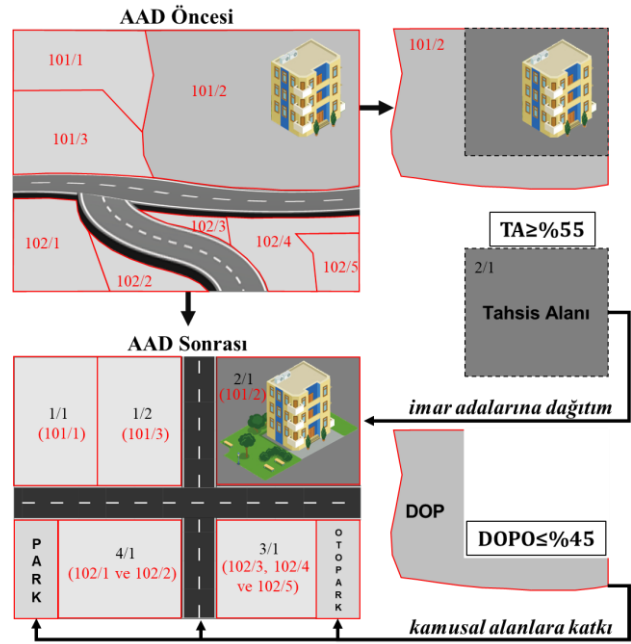 AAD Öncesi
101/1
101/2
101/3
102/1
102/2
102/3
102/4
102/5
101/2
TA≥%55
2/1
Tahsis Alanı
imar adalarına dağıtım
AAD Sonrası
1/1
(101/1)
1/2
(101/3)
2/1
(101/2)
PARK
4/1
(102/1 ve 102/2)
3/1
(102/3, 102/4
ve 102/5)
OTOPARK
DOP
DOPO≤%45
kamusal alanlara katkı